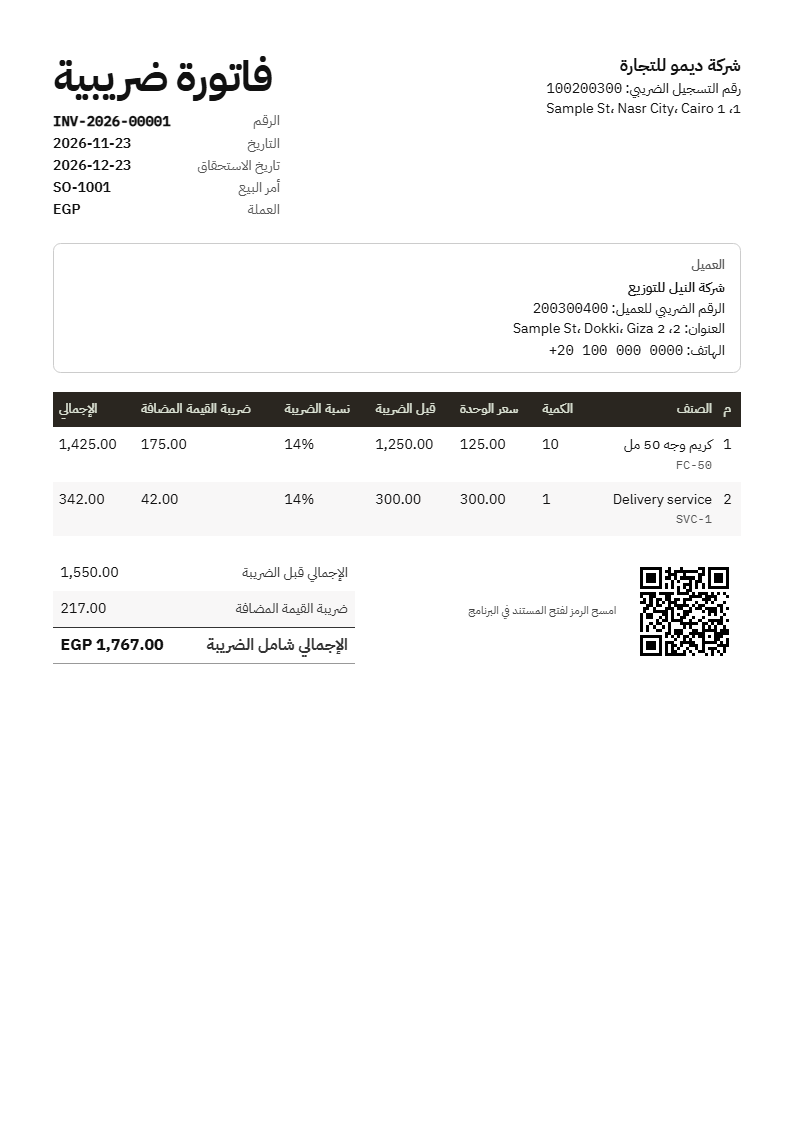 شركة ديمو للتجارة
رقم التسجيل الضريبي: 100200300
1، 1 Sample St، Nasr City، Cairo
فاتورة ضريبية
الرقم INV-2026-00001
التاريخ 2026-11-23
تاريخ الاستحقاق 2026-12-23
أمر البيع SO-1001
العملة EGP
العميل
شركة النيل للتوزيع
الرقم الضريبي للعميل: 200300400
العنوان: 2، 2 Sample St، Dokki، Giza
الهاتف: +20 100 000 0000
م الصنف الكمية سعر الوحدة قبل الضريبة نسبة الضريبة ضريبة القيمة المضافة الإجمالي
1 كريم وجه 50 مل 10 125.00 1,250.00 14% 175.00 1,425.00
FC-50
2 Delivery service 1 300.00 300.00 14% 42.00 342.00
SVC-1
امسح الرمز لفتح المستند في البرنامج
الإجمالي قبل الضريبة 1,550.00
ضريبة القيمة المضافة 217.00
الإجمالي شامل الضريبة EGP 1,767.00